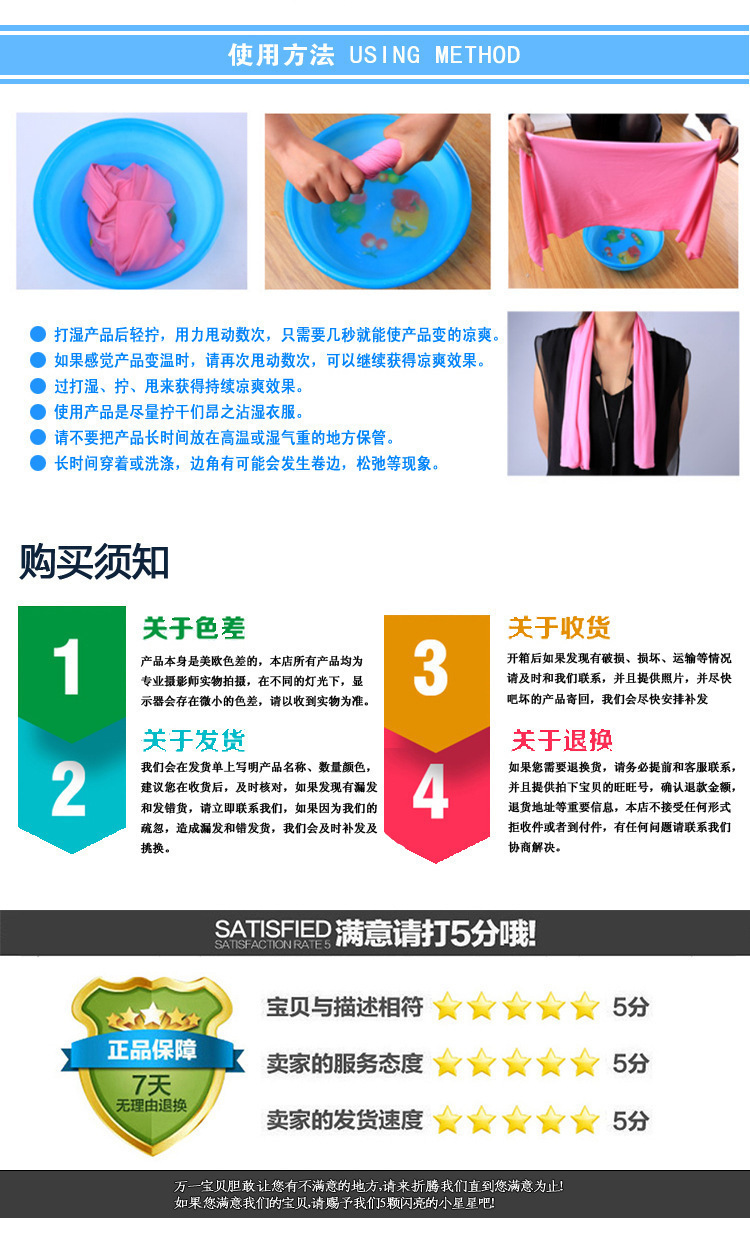 使用方法 USING METHOD
打湿产品后轻拧，用力甩动数次，只需要几秒就能使产品变的凉爽。
如果感觉产品变温时，请再次甩动数次，可以继续获得凉爽效果。
过打湿、拧、甩来获得持续凉爽效果。
使用产品是尽量拧干们昂之沾湿衣服。
请不要把产品长时间放在高温或湿气重的地方保管。
长时间穿着或洗涤，边角有可能会发生卷边，松弛等现象。
购买须知
1
关于色差
产品本身是美欧色差的，本店所有产品均为
专业摄影师实物拍摄，在不同的灯光下，显
示器会存在微小的色差，请以收到实物为准。
2
关于发货
我们会在发货单上写明产品名称、数量颜色，
建议您在收货后，及时核对，如果发现有漏发
和发错货，请立即联系我们，如果因为我们的
疏忽，造成漏发和错发货，我们会及时补发及
挑换。
3
关于收货
开箱后如果发现有破损、损坏、运输等情况
请及时和我们联系，并且提供照片，并尽快
吧坏的产品寄回，我们会尽快安排补发
4
关于退换
如果您需要退换货，请务必提前和客服联系，
并且提供拍下宝贝的旺旺号，确认退款金额，
退货地址等重要信息，本店不接受任何形式
拒收件或者到付件，有任何问题请联系我们
协商解决。
SATISFIED 满意请打5分哦!
SATISFACTION RATE 5
正品保障
7天
无理由退换
宝贝与描述相符 5分
卖家的服务态度 5分
卖家的发货速度 5分
万一宝贝胆敢让您有不满意的地方,请来折腾我们直到您满意为止!
如果您满意我们的宝贝,请赐予我们5颗闪亮的小星星吧!